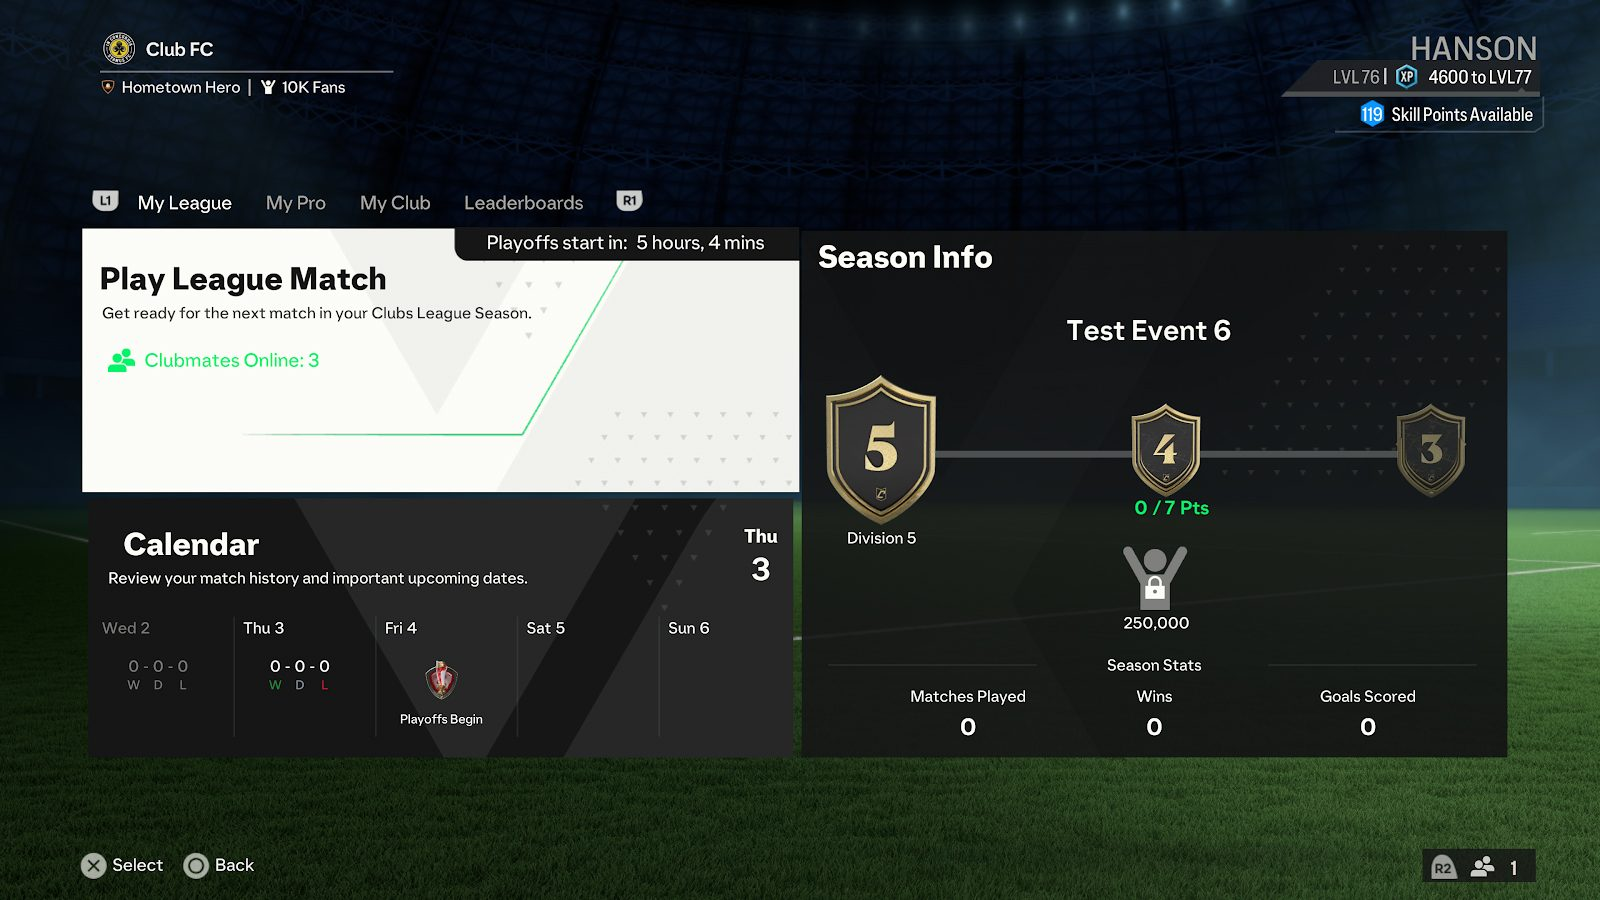 Club FC
Hometown Hero | 10K Fans
HANSON
LVL 76 | XP 4600 to LVL77
119 Skill Points Available
L1 My League My Pro My Club Leaderboards R1
Playoffs start in: 5 hours, 4 mins
Play League Match
Get ready for the next match in your Clubs League Season.
Clubmates Online: 3
Calendar
Review your match history and important upcoming dates.
Thu
3
Wed 2 Thu 3 Fri 4 Sat 5 Sun 6
0 - 0 - 0 0 - 0 - 0
W D L W D L
Playoffs Begin
Season Info
Test Event 6
5 4 3
0 / 7 Pts
Division 5
250,000
Season Stats
Matches Played Wins Goals Scored
0 0 0
Select Back
R2 1